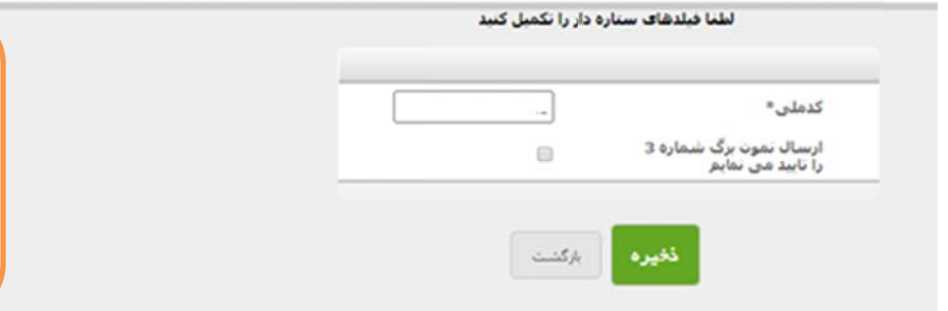 لطفا فیلدهای ستاره دار را تکمیل کنید
کدملی*
ارسال نمون برگ شماره 3
را تایید می نمایم
ذخیره
بازگشت